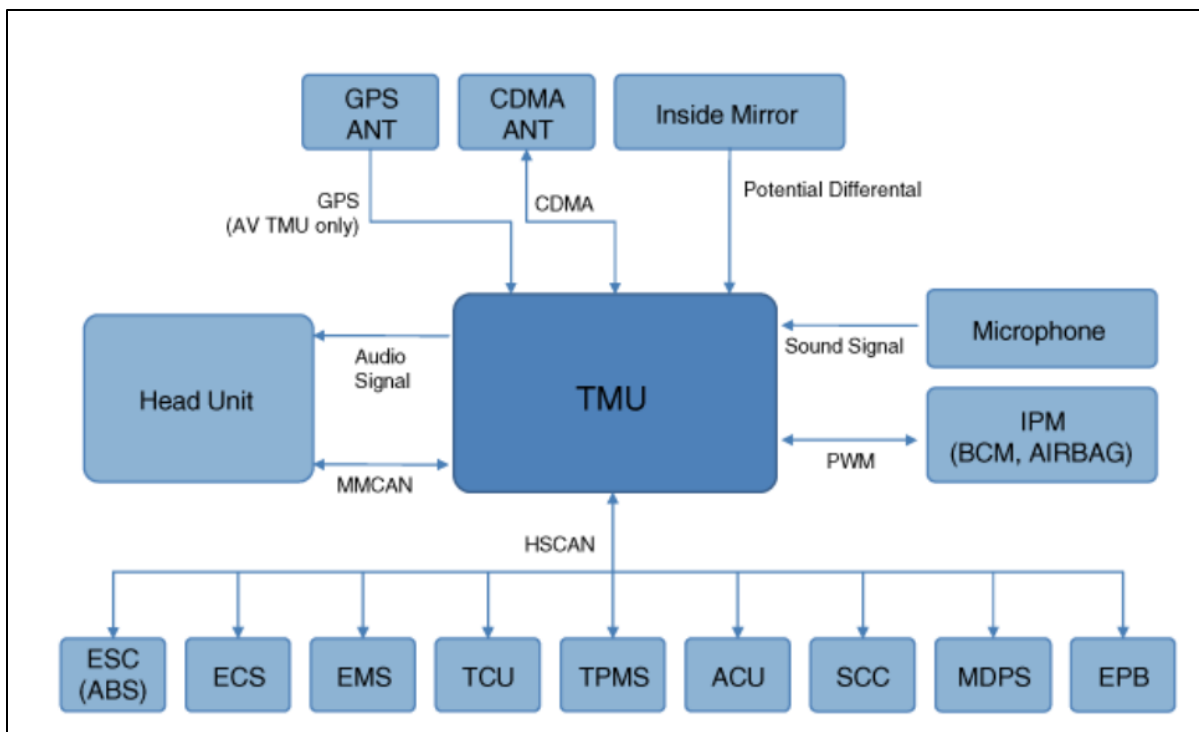 GPS
ANT
CDMA
ANT
Inside Mirror
GPS
(AV TMU only)
CDMA
Potential Differental
Head Unit
Audio
Signal
TMU
Sound Signal
Microphone
MMCAN
PWM
IPM
(BCM, AIRBAG)
HSCAN
ESC
(ABS)
ECS
EMS
TCU
TPMS
ACU
SCC
MDPS
EPB